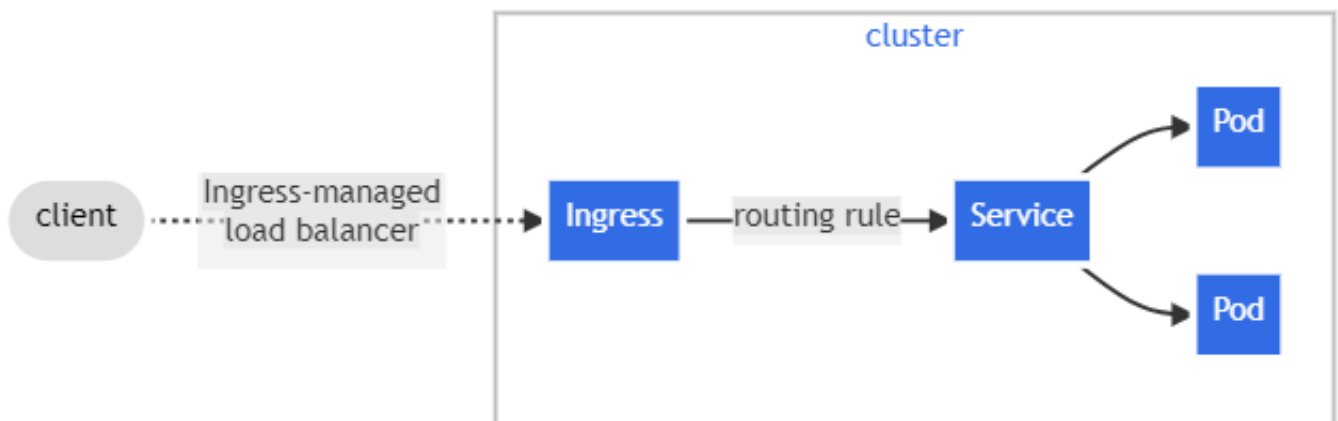 cluster
Pod
client
Ingress-managed
load balancer
Ingress
routing rule
Service
Pod